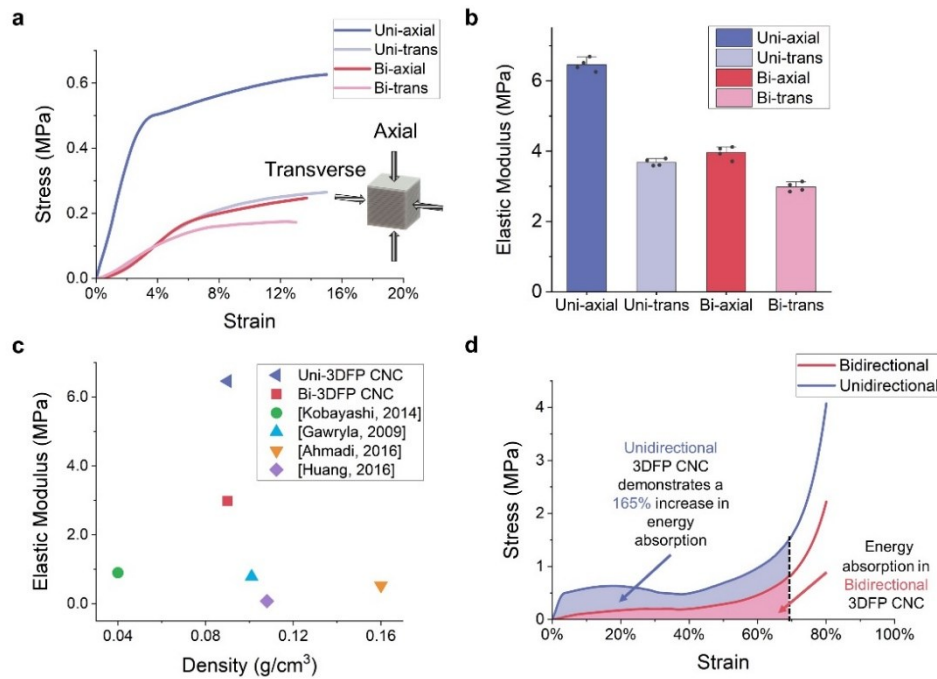 a
Uni-axial
Uni-trans
Bi-axial
Bi-trans
0.6
0.4
0.2
0.0
Stress (MPa)
Axial
Transverse
0%
4%
8%
12%
16%
20%
Strain
b
Uni-axial
Uni-trans
Bi-axial
Bi-trans
6
4
2
0
Elastic Modulus (MPa)
Uni-axial
Uni-trans
Bi-axial
Bi-trans
c
Uni-3DFP CNC
Bi-3DFP CNC
[Kobayashi, 2014]
[Gawryla, 2009]
[Ahmadi, 2016]
[Huang, 2016]
6.0
4.0
2.0
0.0
Elastic Modulus (MPa)
0.04
0.08
0.12
0.16
Density (g/cm³)
d
Bidirectional
Unidirectional
4
3
2
1
0
Stress (MPa)
Unidirectional
3DFP CNC
demonstrates a
165% increase in
energy
absorption
Energy
absorption in
Bidirectional
3DFP CNC
0%
20%
40%
60%
80%
100%
Strain